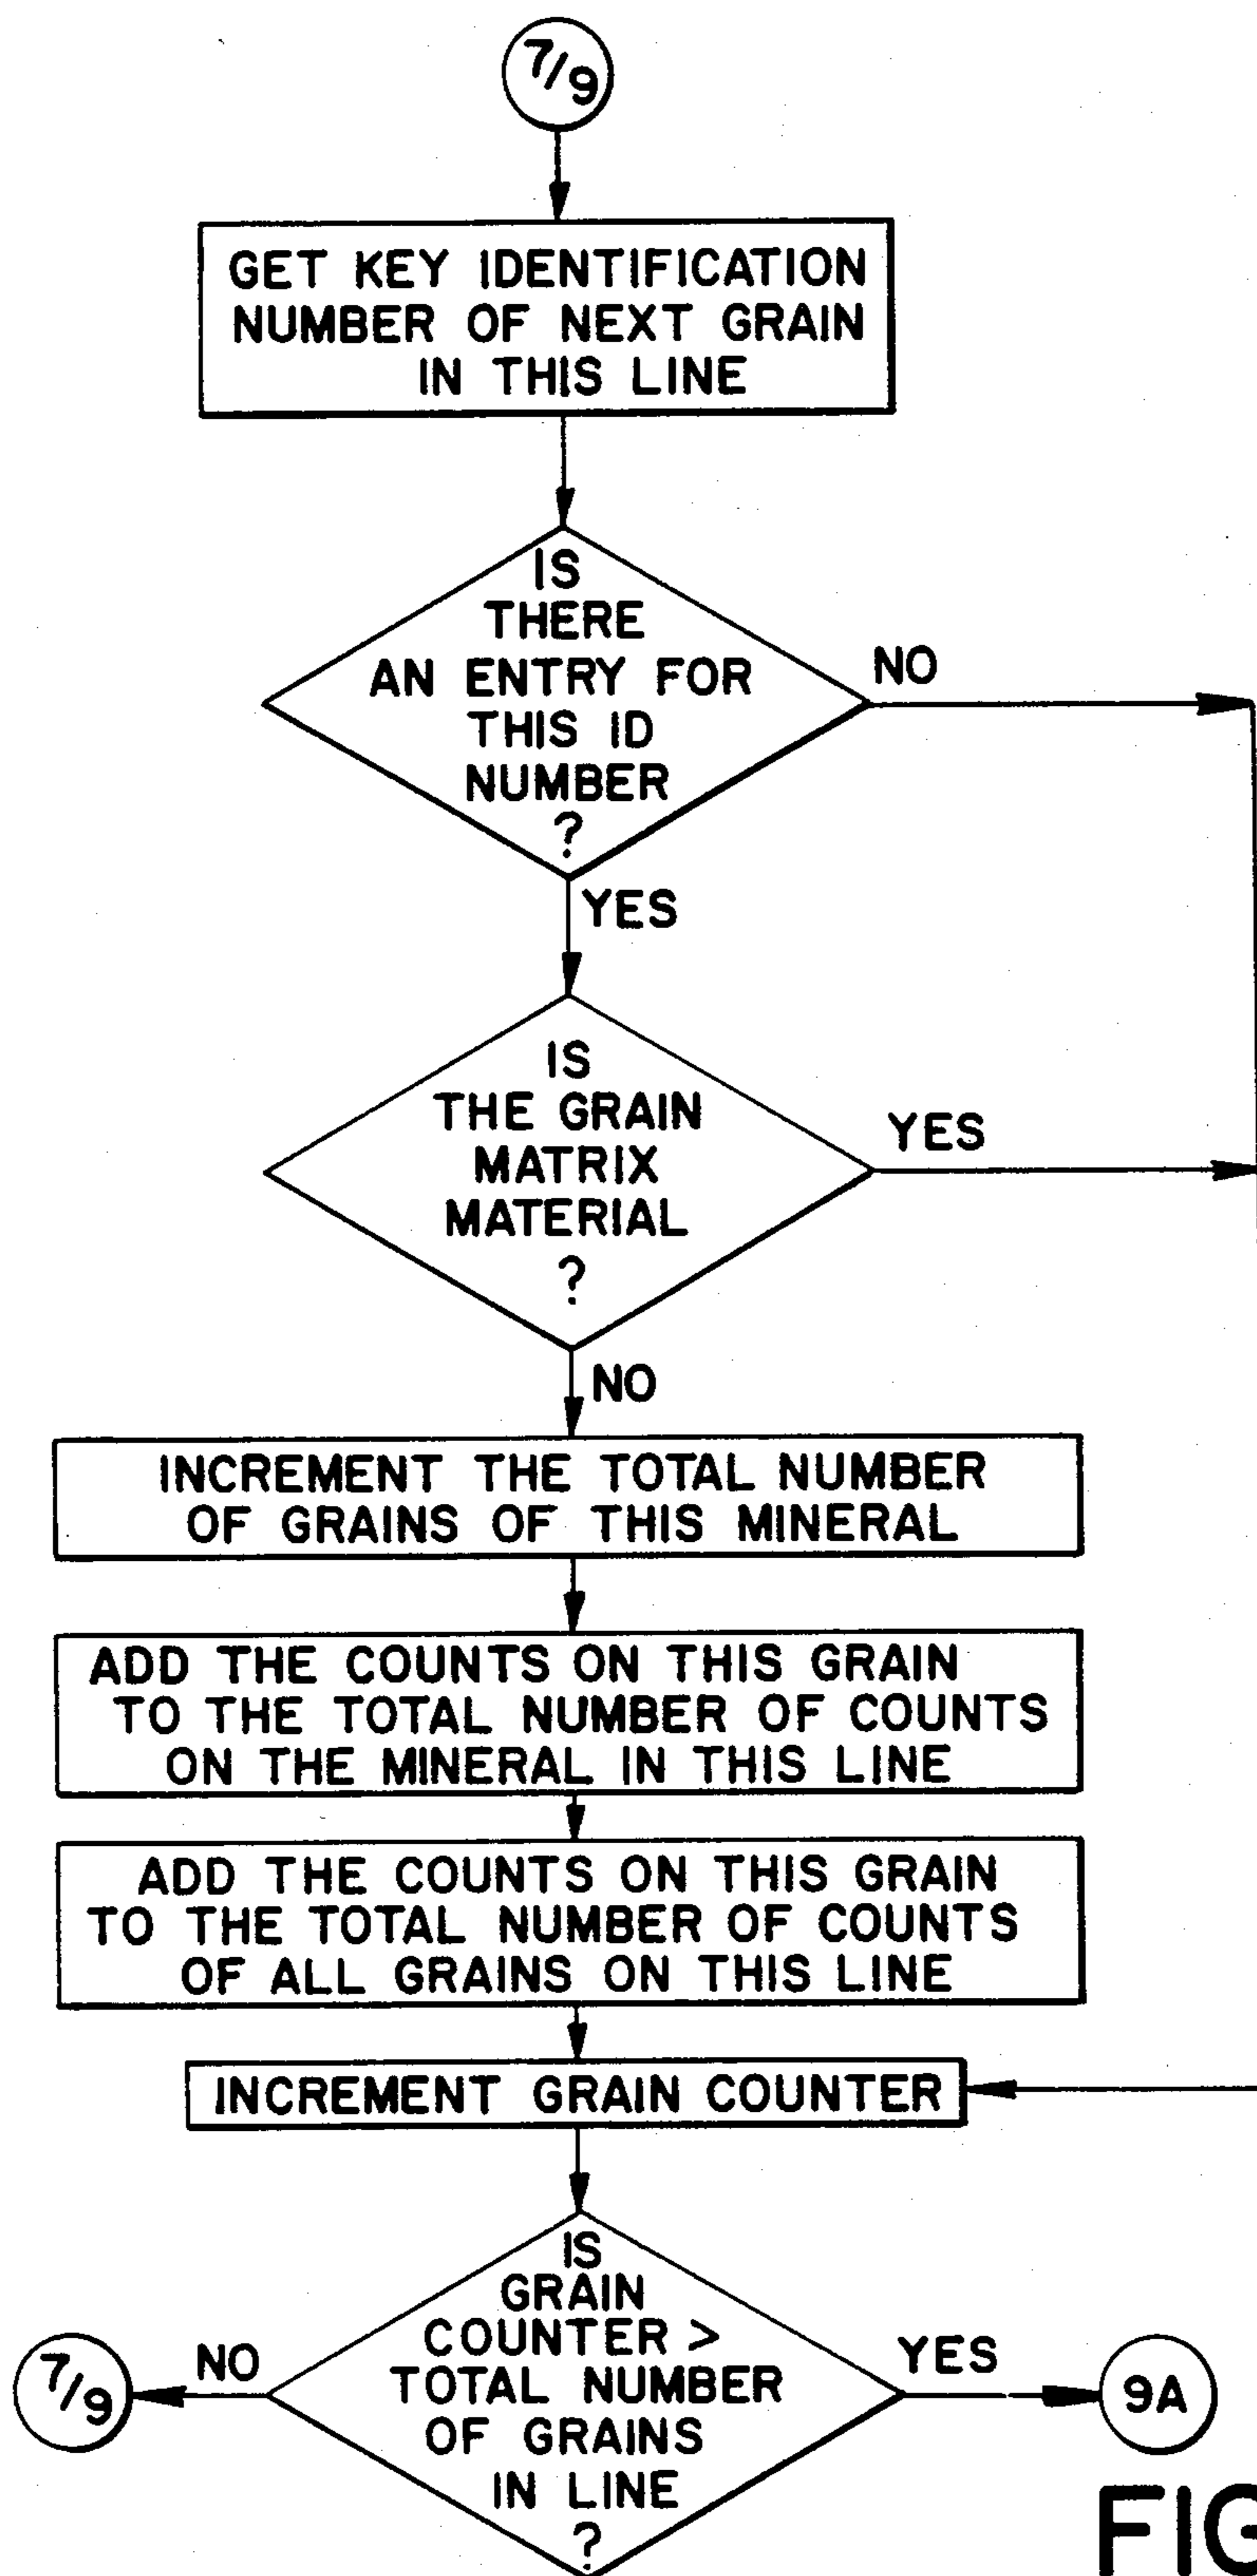 7/9
GET KEY IDENTIFICATION
NUMBER OF NEXT GRAIN
IN THIS LINE
IS
THERE
AN ENTRY FOR
THIS ID
NUMBER
?
NO
YES
IS
THE GRAIN
MATRIX
MATERIAL
?
YES
NO
INCREMENT THE TOTAL NUMBER
OF GRAINS OF THIS MINERAL
ADD THE COUNTS ON THIS GRAIN
TO THE TOTAL NUMBER OF COUNTS
ON THE MINERAL IN THIS LINE
ADD THE COUNTS ON THIS GRAIN
TO THE TOTAL NUMBER OF COUNTS
OF ALL GRAINS ON THIS LINE
INCREMENT GRAIN COUNTER
IS
GRAIN
COUNTER >
TOTAL NUMBER
OF GRAINS
IN LINE
?
NO
7/9
YES
9A
FIG